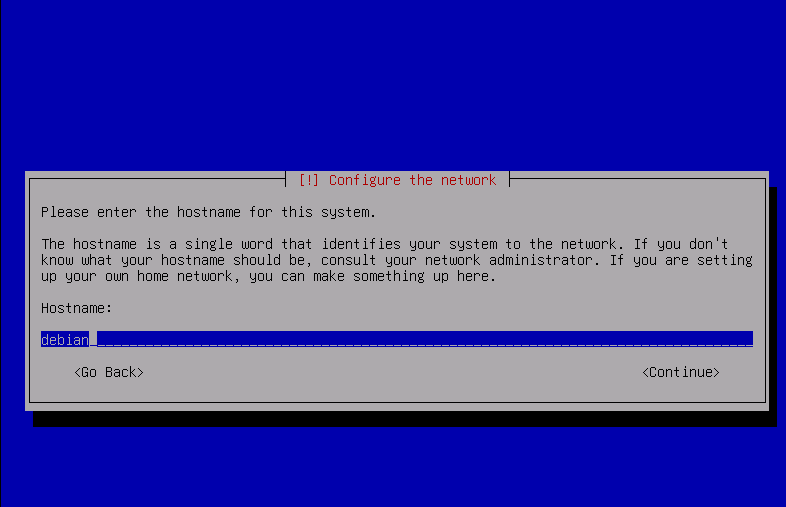 [!] Configure the network
Please enter the hostname for this system.
The hostname is a single word that identifies your system to the network. If you don't
know what your hostname should be, consult your network administrator. If you are setting
up your own home network, you can make something up here.
Hostname:
debian
<Go Back> <Continue>